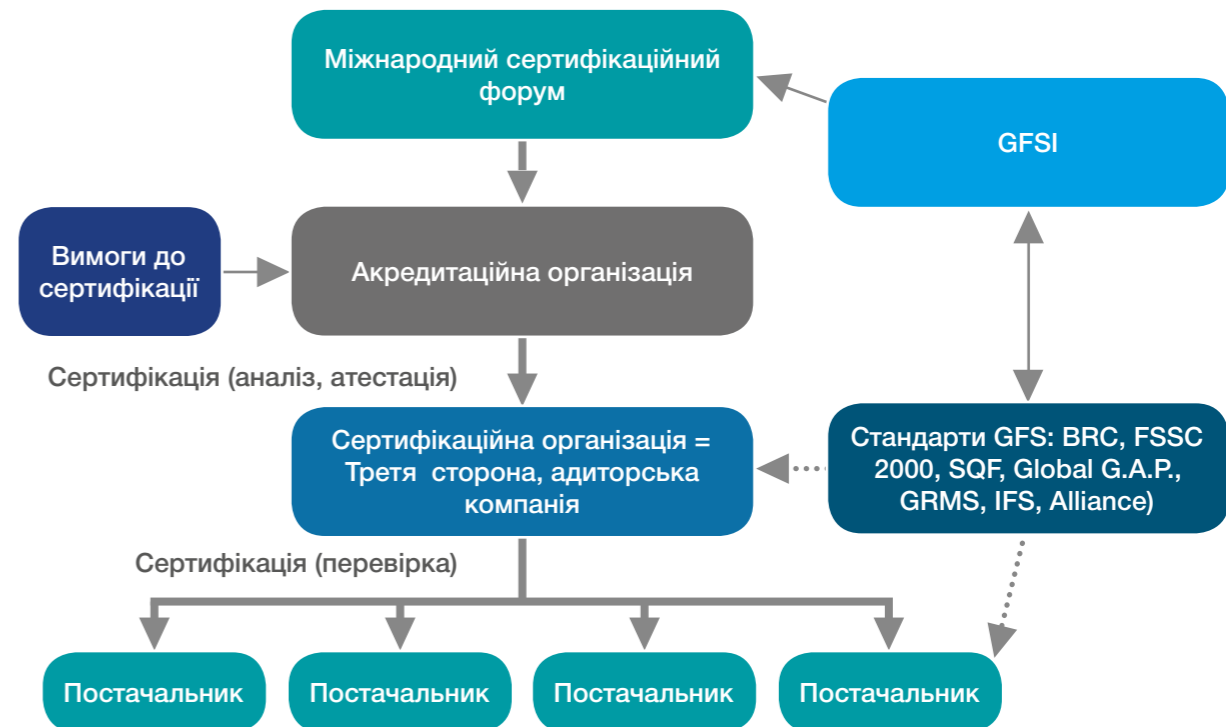 Міжнародний сертифікаційний
форум
GFSI
Вимоги до
сертифікації
Акредитаційна організація
Сертифікація (аналіз, атестація)
Сертифікаційна організація =
Третя сторона, адиторська
компанія
Стандарти GFS: BRC, FSSC
2000, SQF, Global G.A.P.,
GRMS, IFS, Alliance)
Сертифікація (перевірка)
Постачальник
Постачальник
Постачальник
Постачальник